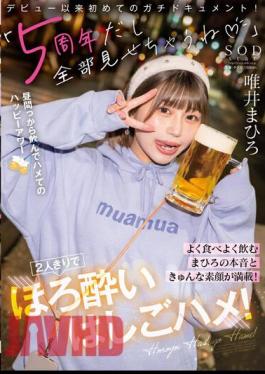 デビュー以来初めてのガチドキュメント!
「5周年だし
全部見せちゃうね♡」
SOD
star
唯井まひろ
昼間っから飲んでハメての
ハッピーアワー
muamua
よく食べよく飲む
まひろの本音と
きゅんな素顔が満載!
2人きりで
ほろ酔い
はしごハメ!
JavHD